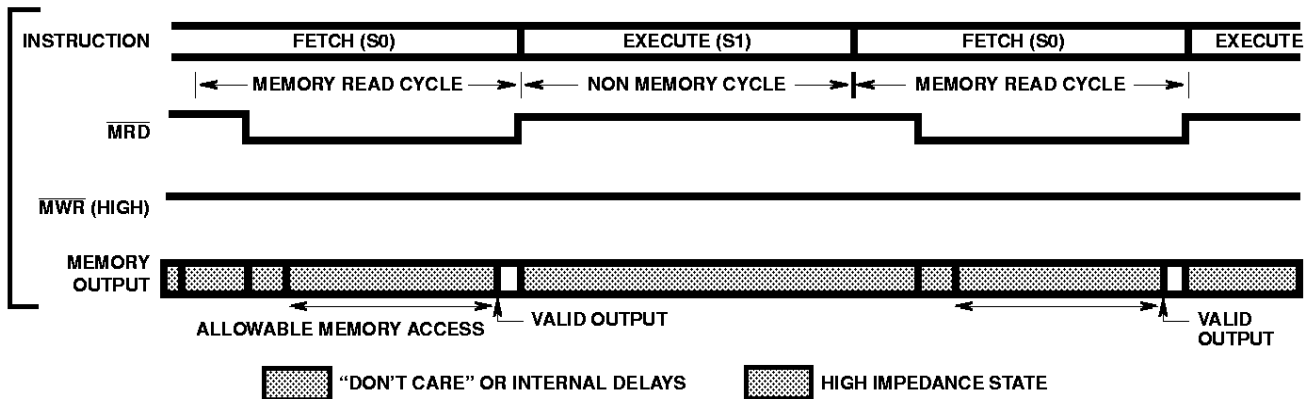 INSTRUCTION
FETCH (S0)
EXECUTE (S1)
FETCH (S0)
EXECUTE
MEMORY READ CYCLE
NON MEMORY CYCLE
MEMORY READ CYCLE
MRD
MWR (HIGH)
MEMORY
OUTPUT
ALLOWABLE MEMORY ACCESS
VALID OUTPUT
VALID
OUTPUT
“DON'T CARE” OR INTERNAL DELAYS
HIGH IMPEDANCE STATE